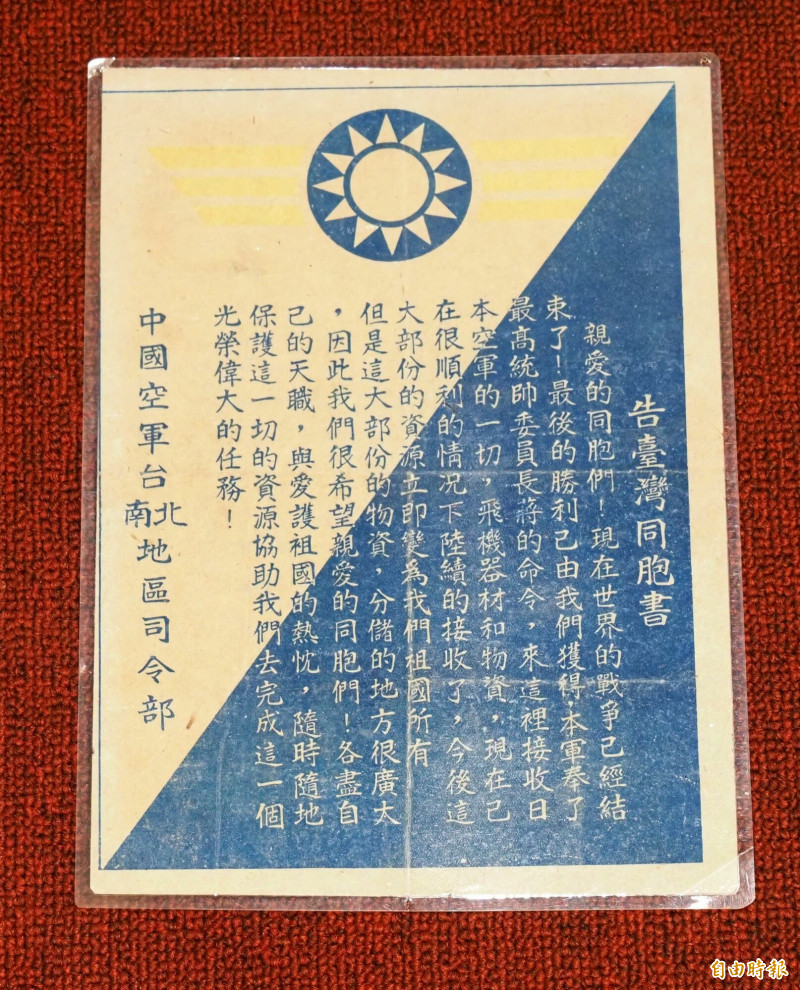 告臺灣同胞書
親愛的同胞們！現在世界的戰爭已經結
束了！最後的勝利已由我們獲得，本軍奉了
最高統帥委員長蔣的命令，來這裡接收日
本空軍的一切，飛機器材和物資，現在已
在很順利的情況下陸續的接收了，今後這
大部份的資源立即變為我們祖國所有
但是這大部份的物資，分儲的地方很廣大
，因此我們很希望親愛的同胞們！各盡自
己的天職，與愛護祖國的熱忱，隨時隨地
保護這一切的資源協助我們去完成這一個
光榮偉大的任務！
中國空軍台南北地區司令部
自由時報